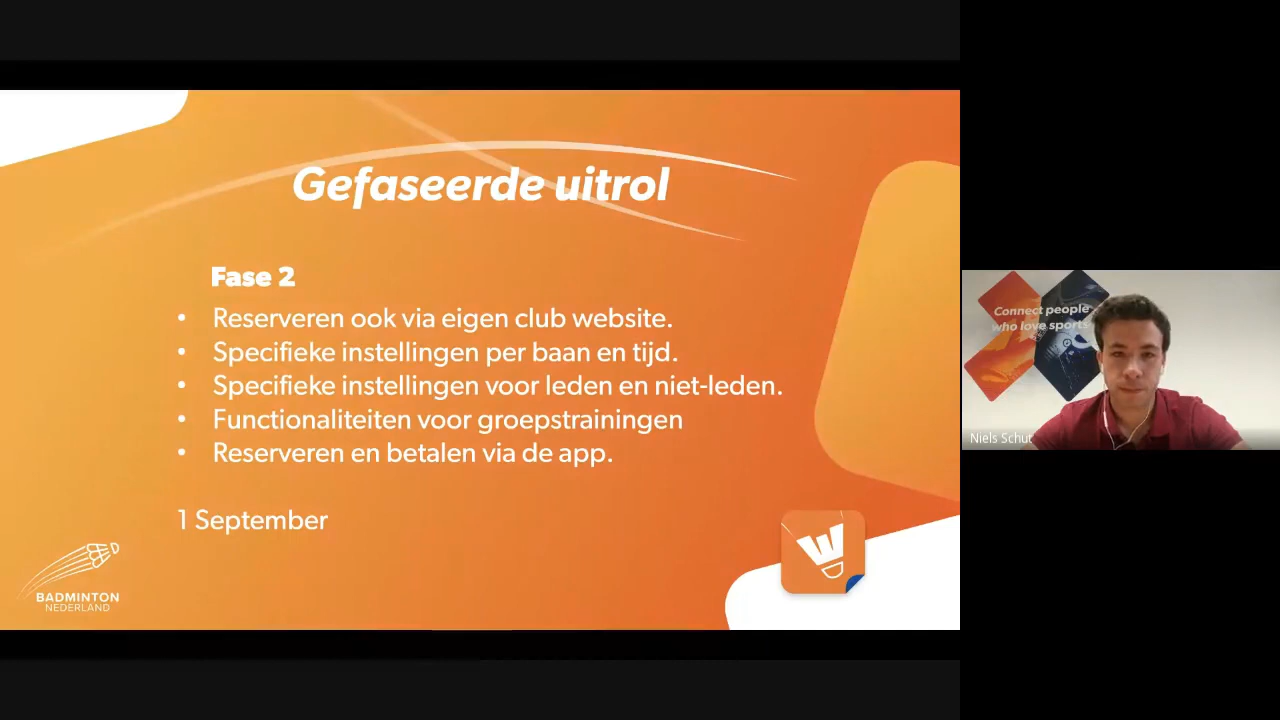 Gefaseerde uitrol
Fase 2
• Reserveren ook via eigen club website.
• Specifieke instellingen per baan en tijd.
• Specifieke instellingen voor leden en niet-leden.
• Functionaliteiten voor groepstrainingen
• Reserveren en betalen via de app.
1 September
BADMINTON
NEDERLAND
Connect people
who love sports
Niels Schut